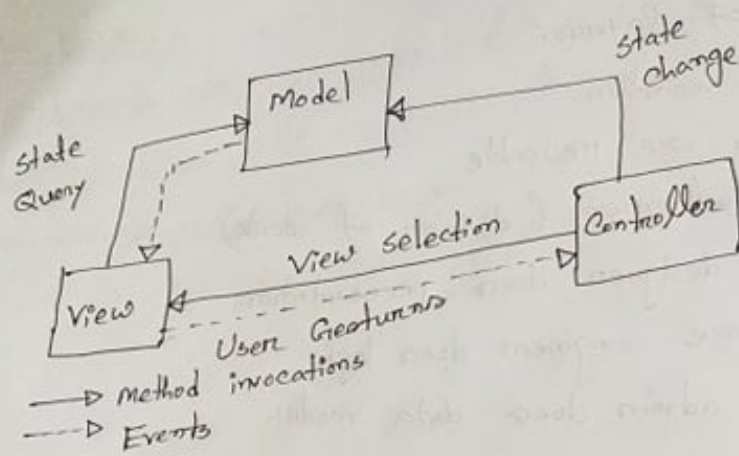 State
change
Model
State
Query
Controller
View selection
View
User Gestures
Method invocations
Events